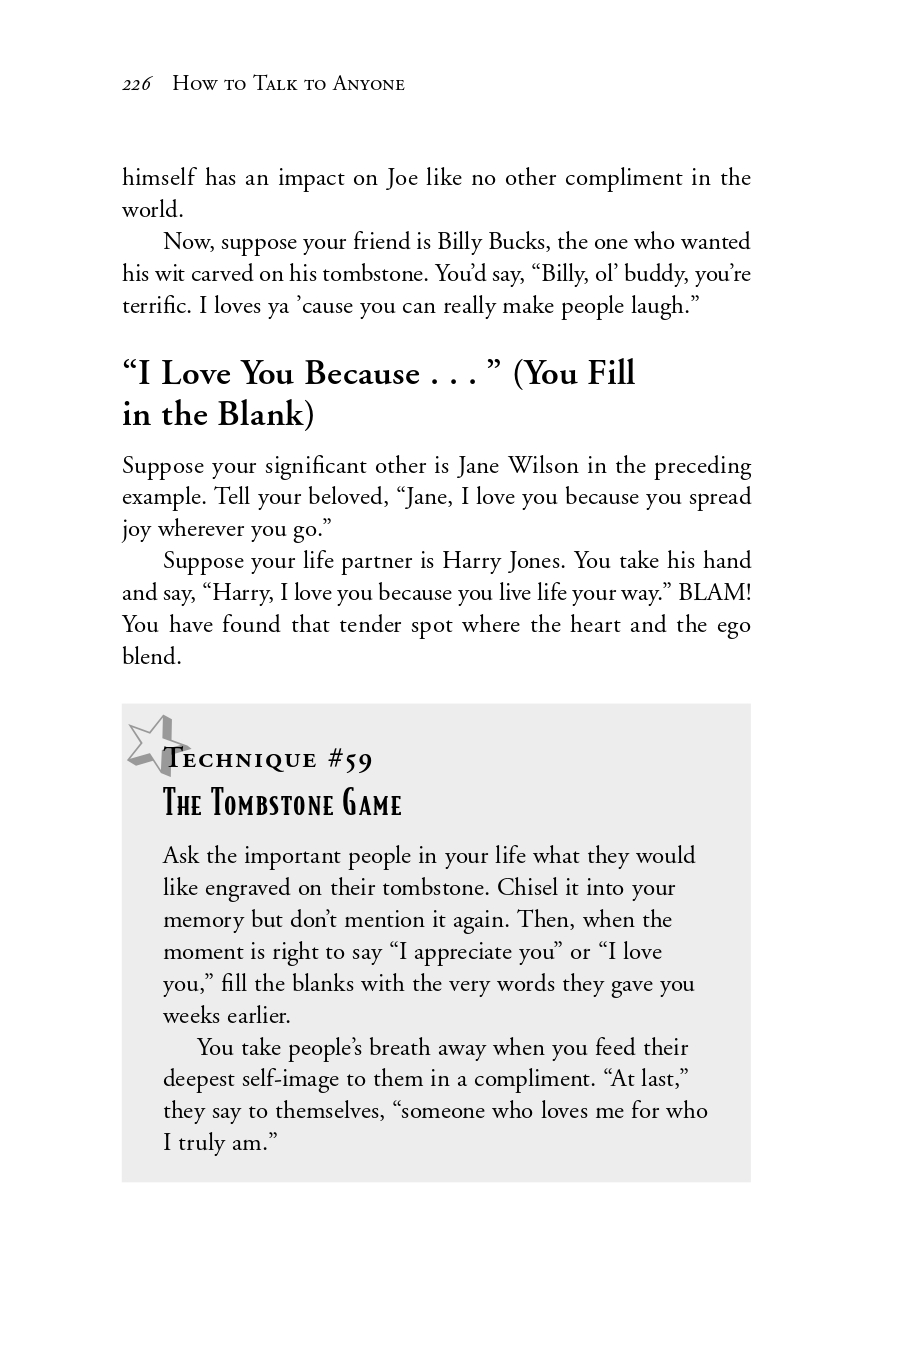 226 How to Talk to Anyone
himself has an impact on Joe like no other compliment in the
world.
Now, suppose your friend is Billy Bucks, the one who wanted
his wit carved on his tombstone. You’d say, “Billy, ol’ buddy, you’re
terrific. I loves ya ’cause you can really make people laugh.”
“I Love You Because . . . ” (You Fill
in the Blank)
Suppose your significant other is Jane Wilson in the preceding
example. Tell your beloved, “Jane, I love you because you spread
joy wherever you go.”
Suppose your life partner is Harry Jones. You take his hand
and say, “Harry, I love you because you live life your way.” BLAM!
You have found that tender spot where the heart and the ego
blend.
Technique #59
The Tombstone Game
Ask the important people in your life what they would
like engraved on their tombstone. Chisel it into your
memory but don’t mention it again. Then, when the
moment is right to say “I appreciate you” or “I love
you,” fill the blanks with the very words they gave you
weeks earlier.
You take people’s breath away when you feed their
deepest self-image to them in a compliment. “At last,”
they say to themselves, “someone who loves me for who
I truly am.”